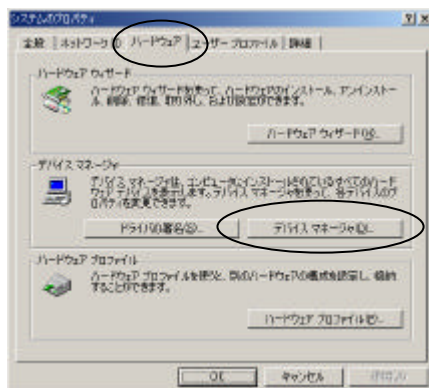 システムのプロパティ
全般 ネットワーク ID ハードウェア ユーザー プロファイル 詳細
ハードウェア ウィザード
ハードウェア ウィザードを使って、ハードウェアのインストール、アンインストー
ル、削除、修復、取り外し、および設定ができます。
ハードウェア ウィザード(W)...
デバイス マネージャ
デバイス マネージャは、コンピュータにインストールされているすべてのハード
ウェア デバイスを表示します。デバイス マネージャを使って、各デバイスのプ
ロパティを変更できます。
ドライバの署名(S)... デバイス マネージャ(D)...
ハードウェア プロファイル
ハードウェア プロファイルを使うと、別のハードウェアの構成を設定し、格納
することができます。
ハードウェア プロファイル(P)...
OK キャンセル 適用(A)